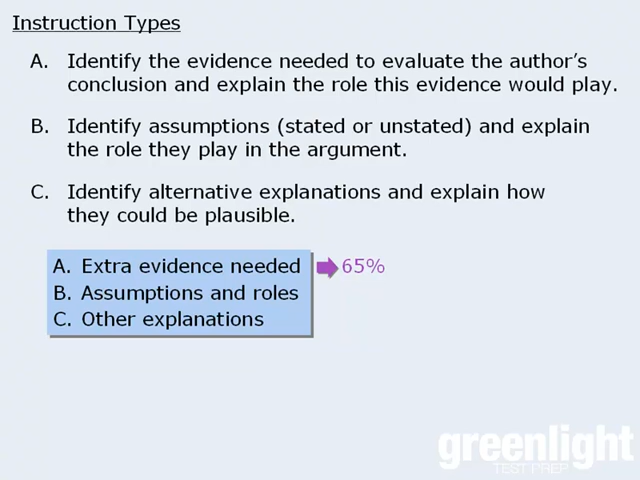 Instruction Types
A. Identify the evidence needed to evaluate the author's
conclusion and explain the role this evidence would play.
B. Identify assumptions (stated or unstated) and explain
the role they play in the argument.
C. Identify alternative explanations and explain how
they could be plausible.
A. Extra evidence needed 65%
B. Assumptions and roles
C. Other explanations
greenlight
TEST PREP